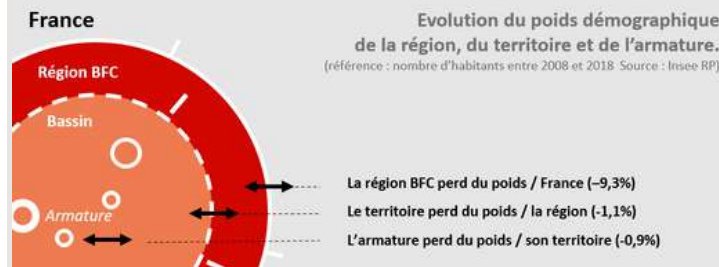 France
Evolution du poids démographique
de la région, du territoire et de l'armature.
(référence : nombre d'habitants entre 2008 et 2018 Source : Insee RP)
Région BFC
Bassin
Armature
La région BFC perd du poids / France (–9,3%)
Le territoire perd du poids / la région (-1,1%)
L'armature perd du poids / son territoire (-0,9%)